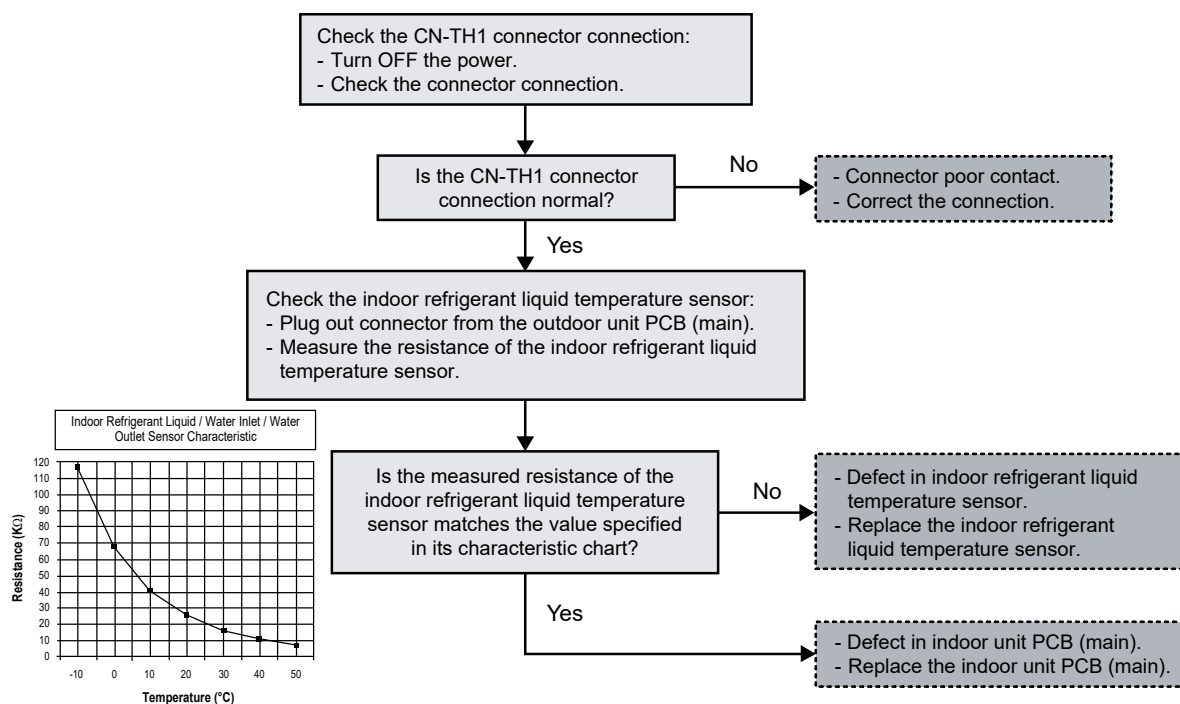 Check the CN-TH1 connector connection:
- Turn OFF the power.
- Check the connector connection.
Is the CN-TH1 connector
connection normal?
No
- Connector poor contact.
- Correct the connection.
Yes
Check the indoor refrigerant liquid temperature sensor:
- Plug out connector from the outdoor unit PCB (main).
- Measure the resistance of the indoor refrigerant liquid
temperature sensor.
Indoor Refrigerant Liquid / Water Inlet / Water
Outlet Sensor Characteristic
Resistance (KΩ)
120
110
100
90
80
70
60
50
40
30
20
10
0
-10 0 10 20 30 40 50
Temperature (°C)
Is the measured resistance of the
indoor refrigerant liquid temperature
sensor matches the value specified
in its characteristic chart?
No
- Defect in indoor refrigerant liquid
temperature sensor.
- Replace the indoor refrigerant
liquid temperature sensor.
Yes
- Defect in indoor unit PCB (main).
- Replace the indoor unit PCB (main).